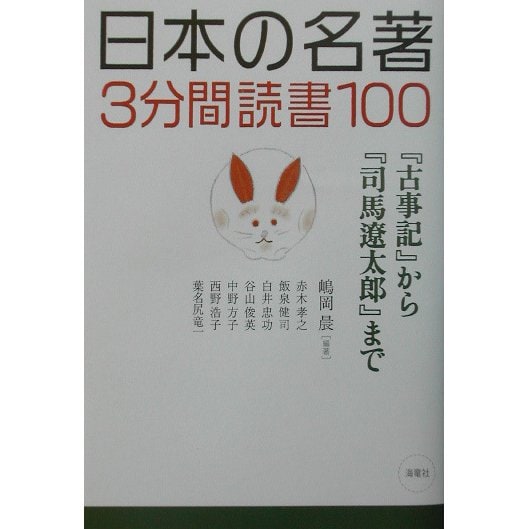 日本の名著
3分間読書100
『古事記』から
『司馬遼太郎』まで
嶋岡晨[編著]
赤木孝之
飯泉健司
白井忠功
谷山俊英
中野方子
西野浩子
葉名尻竜一
海竜社